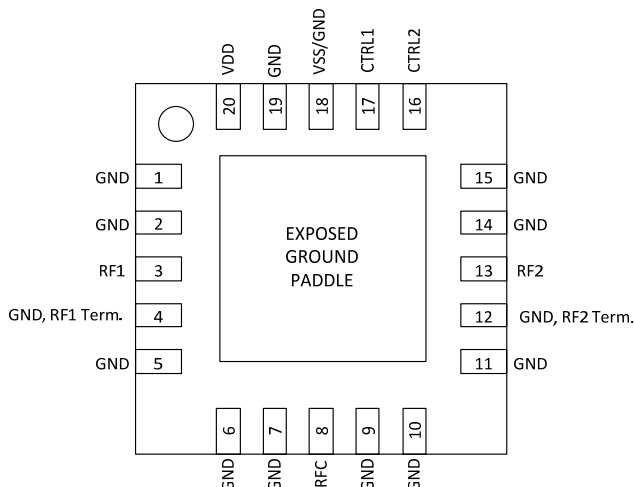 VDD
GND
VSS/GND
CTRL1
CTRL2
20
19
18
17
16
GND 1
15 GND
GND 2
14 GND
EXPOSED
GROUND
PADDLE
RF1 3
13 RF2
GND, RF1 Term. 4
12 GND, RF2 Term.
GND 5
11 GND
6
7
8
9
10
GND
GND
RFC
GND
GND